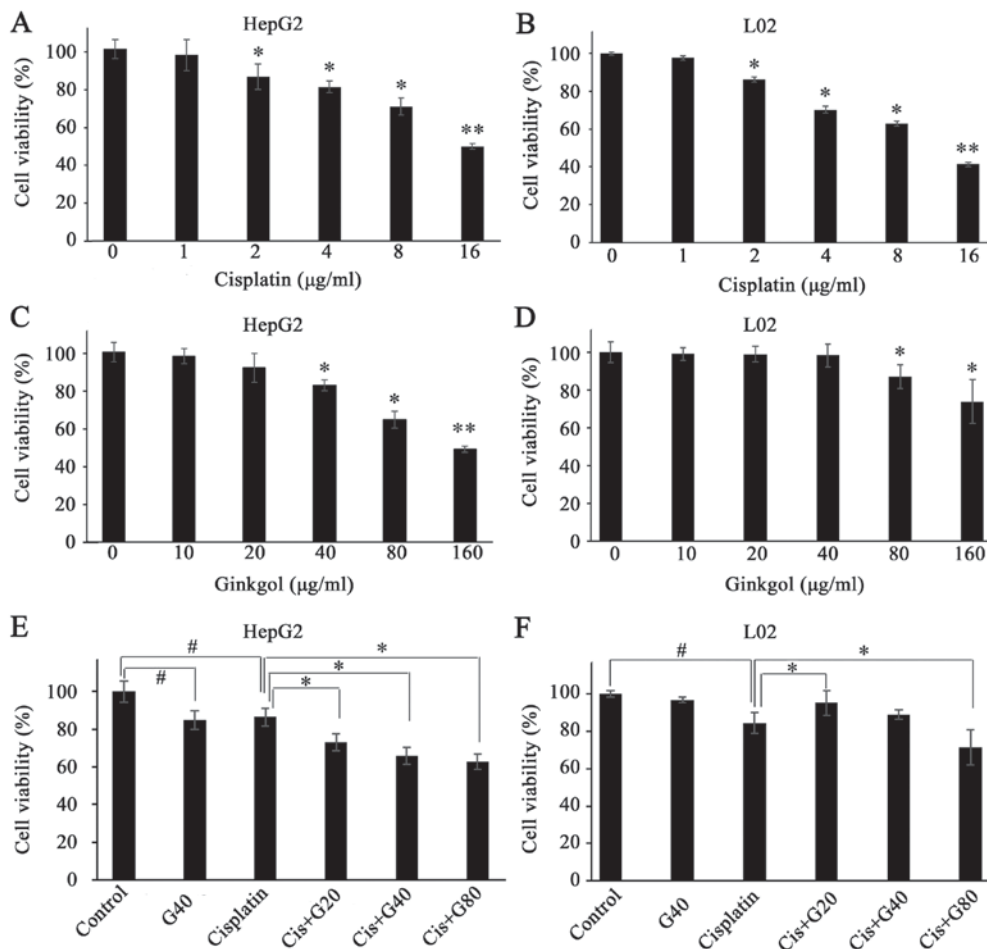 A
HepG2
Cell viability (%)
100
80
60
40
20
0
* * * **
0 1 2 4 8 16
Cisplatin (μg/ml)
B
L02
Cell viability (%)
100
80
60
40
20
0
* * * **
0 1 2 4 8 16
Cisplatin (μg/ml)
C
HepG2
Cell viability (%)
100
80
60
40
20
0
* * **
0 10 20 40 80 160
Ginkgol (μg/ml)
D
L02
Cell viability (%)
100
80
60
40
20
0
* *
0 10 20 40 80 160
Ginkgol (μg/ml)
E
HepG2
Cell viability (%)
100
80
60
40
20
0
# *
# *
*
Control G40 Cisplatin Cis+G20 Cis+G40 Cis+G80
F
L02
Cell viability (%)
100
80
60
40
20
0
# *
*
Control G40 Cisplatin Cis+G20 Cis+G40 Cis+G80